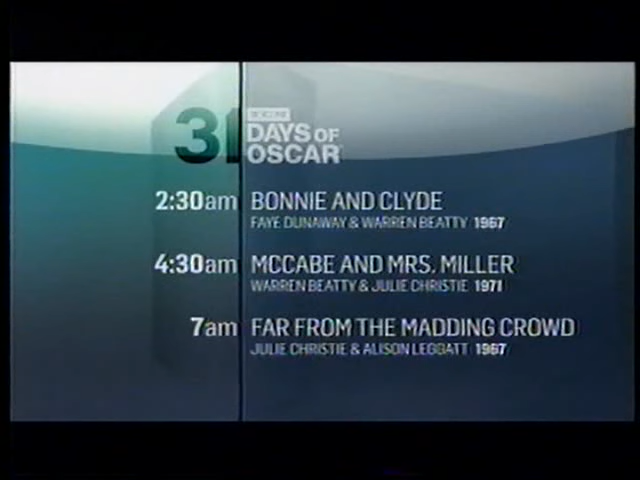 31
TCM
DAYS OF
OSCAR
2:30am BONNIE AND CLYDE
FAYE DUNAWAY & WARREN BEATTY 1967
4:30am MCCABE AND MRS. MILLER
WARREN BEATTY & JULIE CHRISTIE 1971
7am FAR FROM THE MADDING CROWD
JULIE CHRISTIE & ALISON LEGGATT 1967